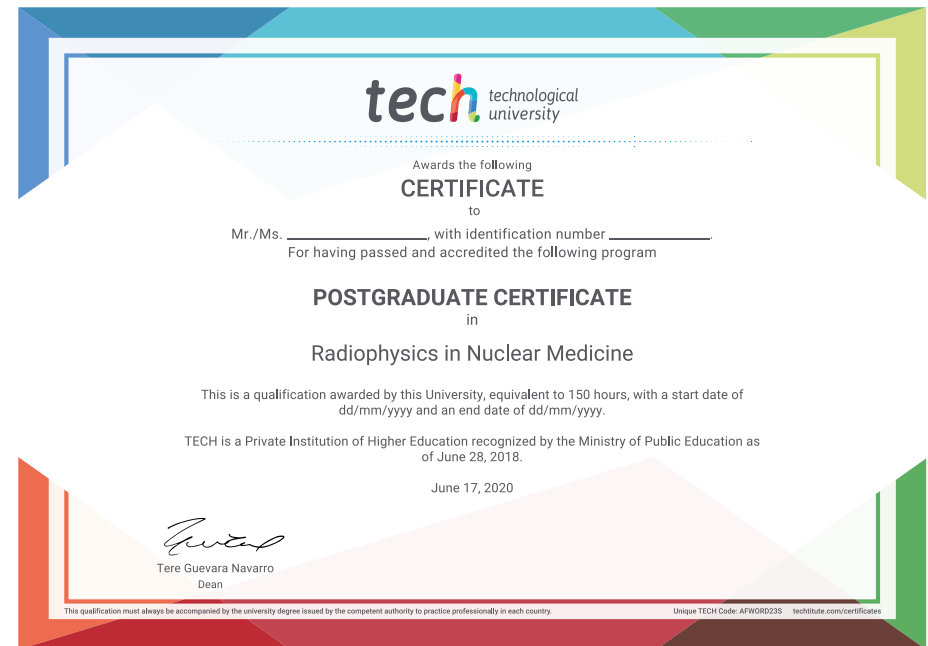 tech technological
university
Awards the following
CERTIFICATE
to
Mr./Ms. ____________________, with identification number ______________.
For having passed and accredited the following program
POSTGRADUATE CERTIFICATE
in
Radiophysics in Nuclear Medicine
This is a qualification awarded by this University, equivalent to 150 hours, with a start date of
dd/mm/yyyy and an end date of dd/mm/yyyy.
TECH is a Private Institution of Higher Education recognized by the Ministry of Public Education as
of June 28, 2018.
June 17, 2020
Tere Guevara Navarro
Dean
This qualification must always be accompanied by the university degree issued by the competent authority to practice professionally in each country.
Unique TECH Code: AFWORD23S techtitute.com/certificates